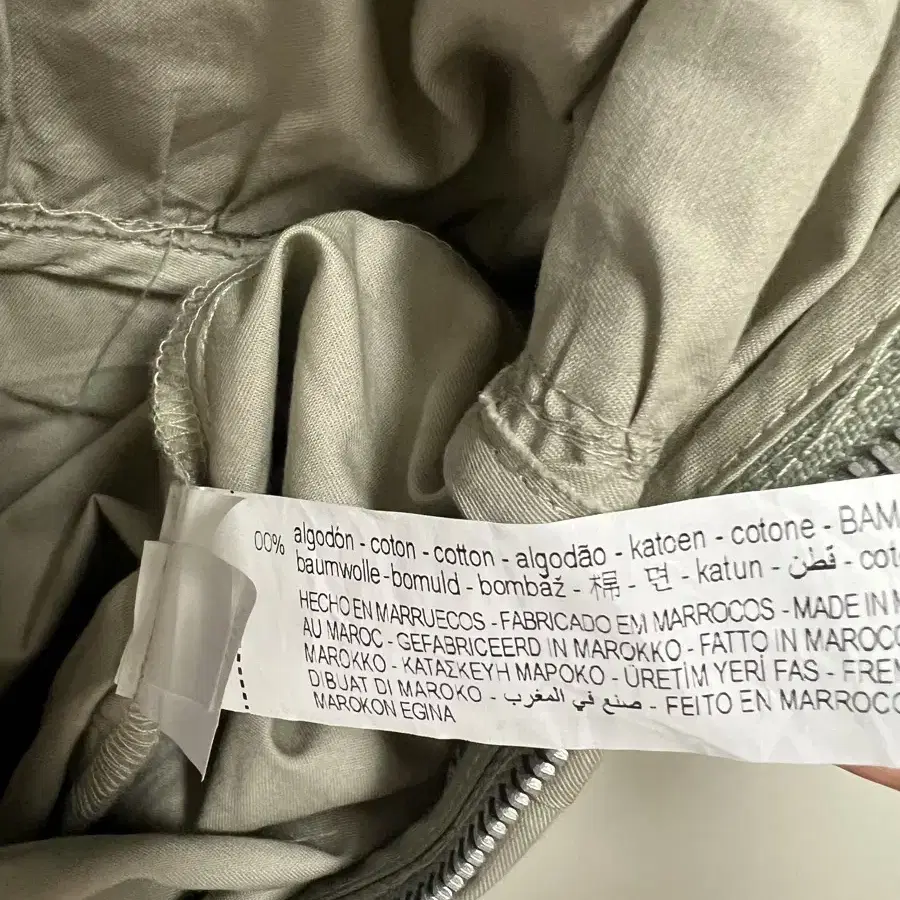 00% algodón - coton - cotton - algodão - katoen - cotone - BAM
baumwolle - bomuld - bombăž - 棉 - 면 - katun - قطن - cot
HECHO EN MARRUECOS - FABRICADO EM MARROCOS - MADE IN M
AU MAROC - GEFABRICEERD IN MAROKKO - FATTO IN MAROCC
MAROKKO - ΚΑΤΑΣΚΕΥΗ ΜΑΡΟΚΟ - ÜRETİM YERİ FAS - FREM
DIBUAT DI MAROKO - صنع في المغرب - FEITO EN MARROCO
MAROKON EGINA